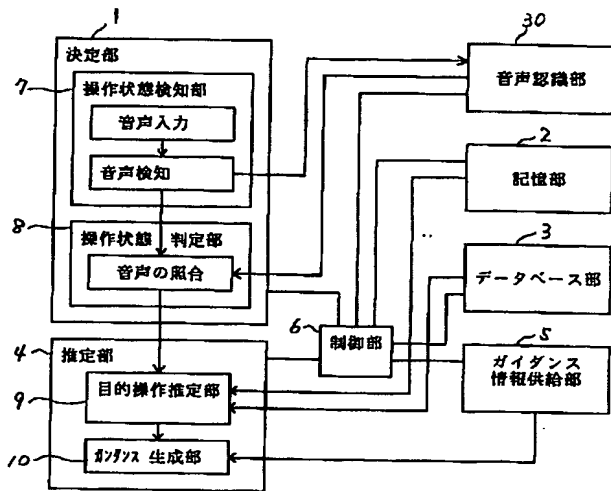 1
決定部
7
操作状態検知部
音声入力
音声検知
8
操作状態 判定部
音声の照合
4
推定部
9
目的操作推定部
10
ガンダンス 生成部
6
制御部
30
音声認識部
2
記憶部
3
データベース部
5
ガイダンス
情報供給部